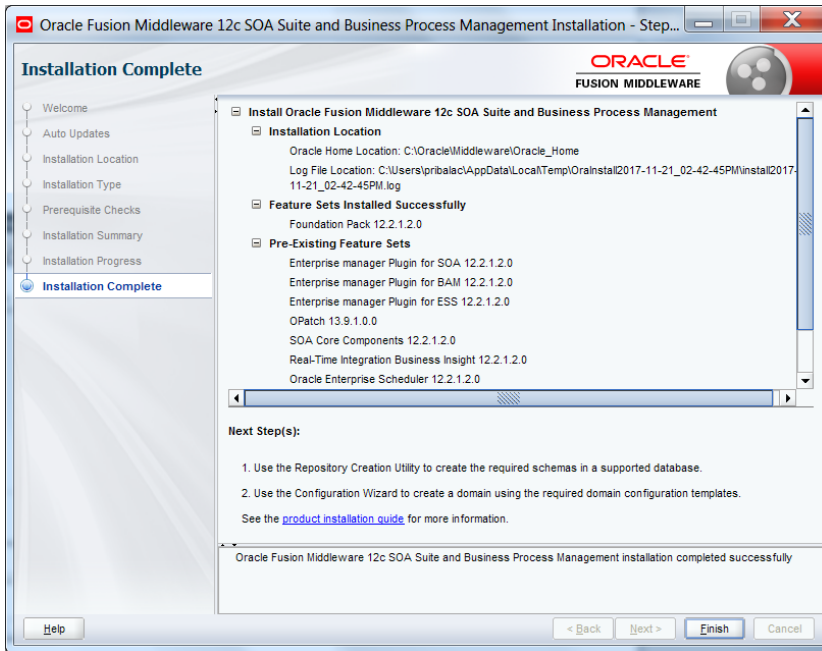 Oracle Fusion Middleware 12c SOA Suite and Business Process Management Installation - Step...
Installation Complete
ORACLE
FUSION MIDDLEWARE
Welcome
Auto Updates
Installation Location
Installation Type
Prerequisite Checks
Installation Summary
Installation Progress
Installation Complete
Install Oracle Fusion Middleware 12c SOA Suite and Business Process Management
Installation Location
Oracle Home Location: C:\Oracle\Middleware\Oracle_Home
Log File Location: C:\Users\pribalac\AppData\Local\Temp\OraInstall2017-11-21_02-42-45PM\install2017-
11-21_02-42-45PM.log
Feature Sets Installed Successfully
Foundation Pack 12.2.1.2.0
Pre-Existing Feature Sets
Enterprise manager Plugin for SOA 12.2.1.2.0
Enterprise manager Plugin for BAM 12.2.1.2.0
Enterprise manager Plugin for ESS 12.2.1.2.0
OPatch 13.9.1.0.0
SOA Core Components 12.2.1.2.0
Real-Time Integration Business Insight 12.2.1.2.0
Oracle Enterprise Scheduler 12.2.1.2.0
Next Step(s):
1. Use the Repository Creation Utility to create the required schemas in a supported database.
2. Use the Configuration Wizard to create a domain using the required domain configuration templates.
See the product installation guide for more information.
Oracle Fusion Middleware 12c SOA Suite and Business Process Management installation completed successfully
Help
< Back
Next >
Finish
Cancel